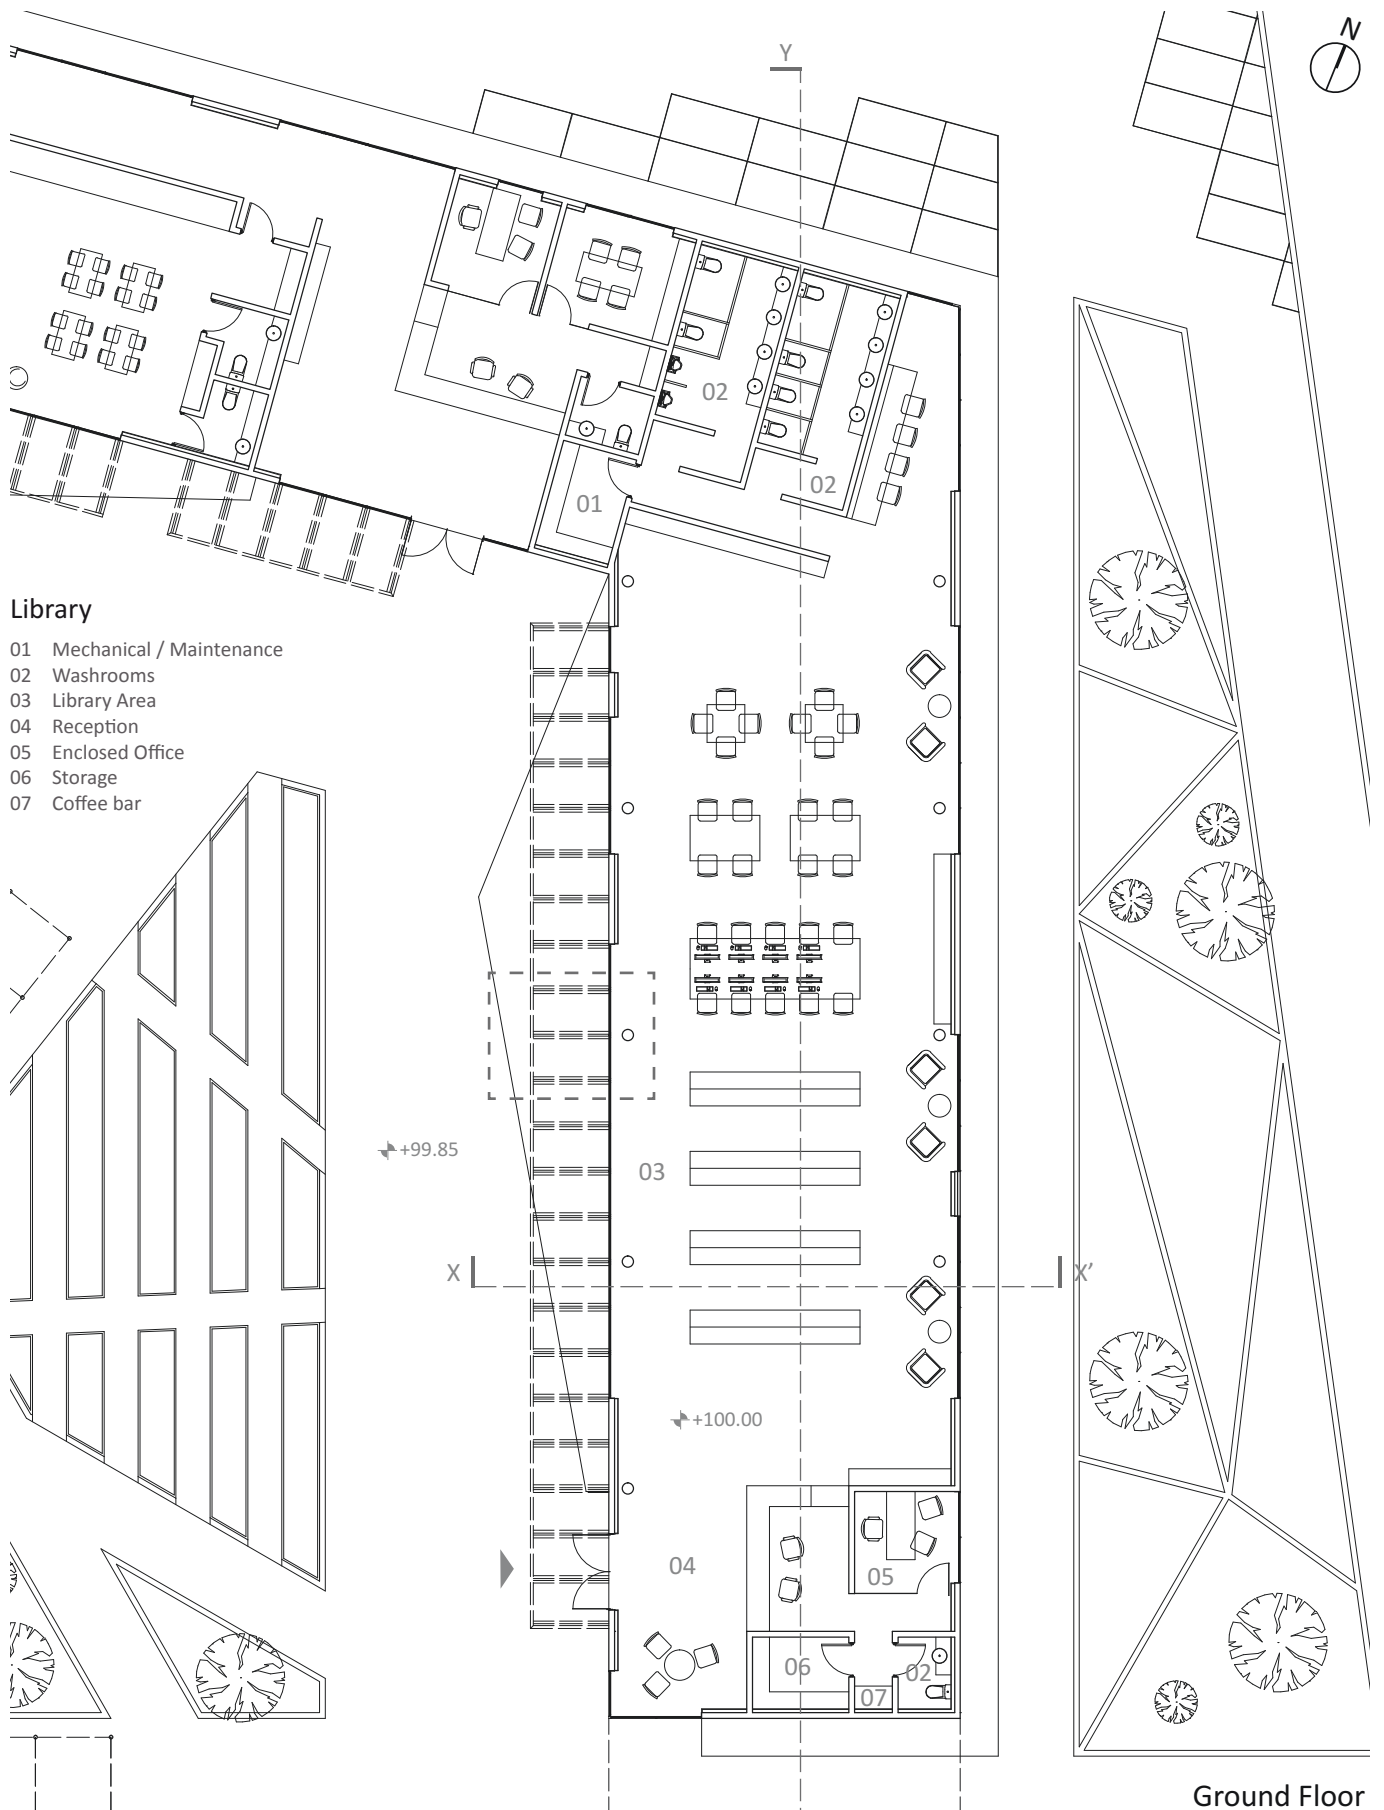 N
Y
02
02
01
Library
01 Mechanical / Maintenance
02 Washrooms
03 Library Area
04 Reception
05 Enclosed Office
06 Storage
07 Coffee bar
+99.85
03
X X’
+100.00
04
05
06
02
07
Ground Floor